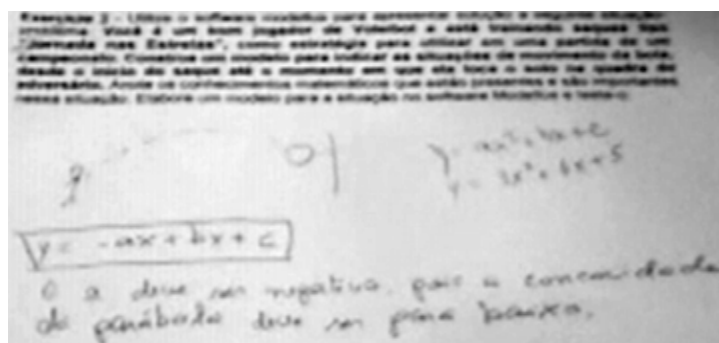 Exercício 2 - Utilize o software modellus para apresentar solução a seguinte situação
problema. Você é um bom jogador de Voleibol e está treinando saques tipo
"Jornada nas Estrelas", como estratégia para utilizar em uma partida de um
campeonato. Construa um modelo para indicar as situações de movimento da bola,
desde o início do saque até o momento em que ela toca o solo na quadra do
adversário. Anote os conhecimentos matemáticos que estão presentes e são importantes
nessa situação. Elabore um modelo para a situação no software Modellus e teste-o.
y = ax² + bx + c
y = x² + 6x + 5
y = -ax + bx + c
O a deve ser negativo, pois a concavidade
da parábola deve ser para baixo.